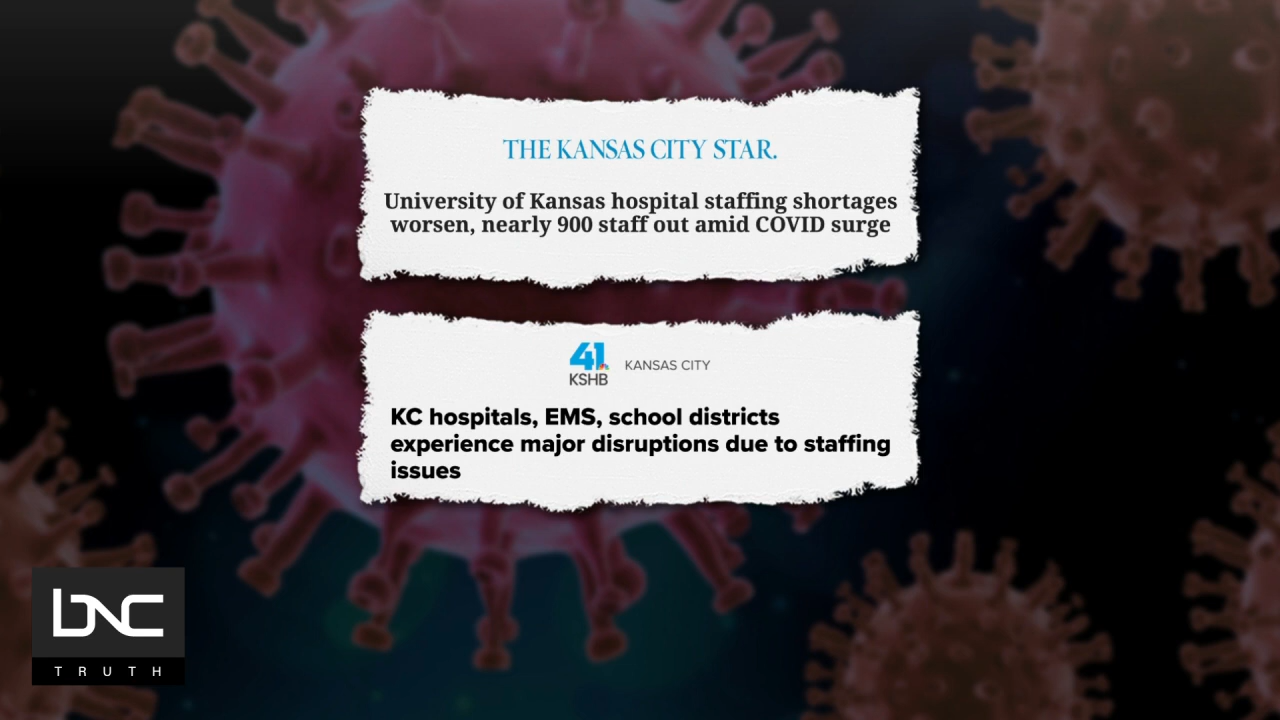 THE KANSAS CITY STAR.
University of Kansas hospital staffing shortages
worsen, nearly 900 staff out amid COVID surge
41
KSHB
KANSAS CITY
KC hospitals, EMS, school districts
experience major disruptions due to staffing
issues
bNC
TRUTH